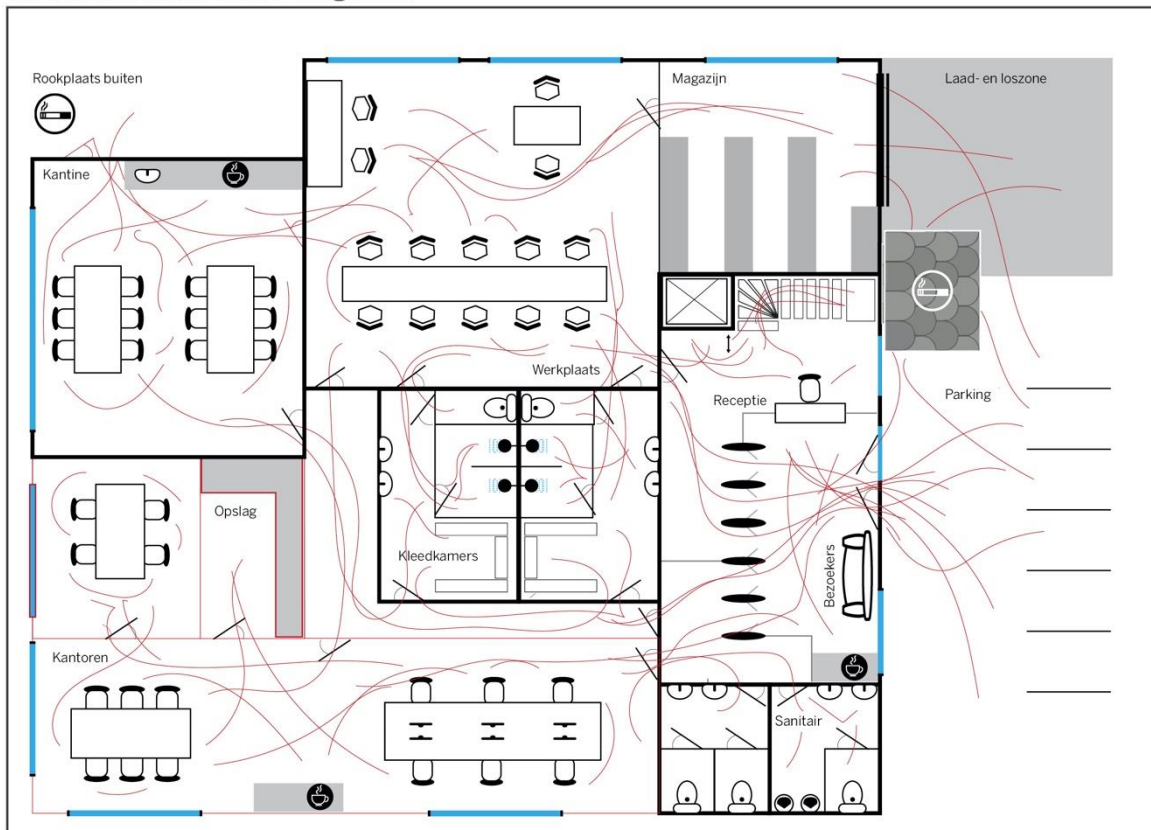 Rookplaats buiten
Magazijn
Laad- en loszone
Kantine
Werkplaats
Receptie
Parking
Opslag
Kleedkamers
Bezoekers
Kantoren
Sanitair